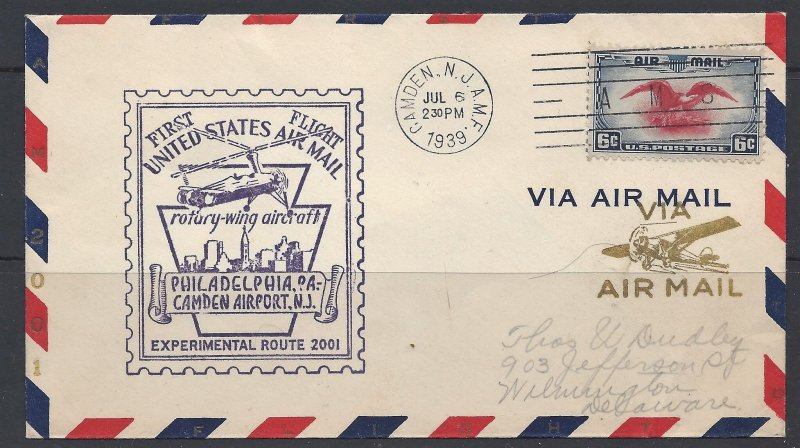 FIRST FLIGHT
UNITED STATES AIR MAIL
rotary-wing aircraft
PHILADELPHIA, PA.-
CAMDEN AIRPORT, N.J.
EXPERIMENTAL ROUTE 2001
CAMDEN, N.J. A.M.F.
JUL 6
2 30 PM
1939
AIR MAIL
6c U.S. POSTAGE 6c
VIA AIR MAIL
VIA
AIR MAIL
Thos W Dudley
903 Jefferson St
Wilmington
Delaware
A M 2001